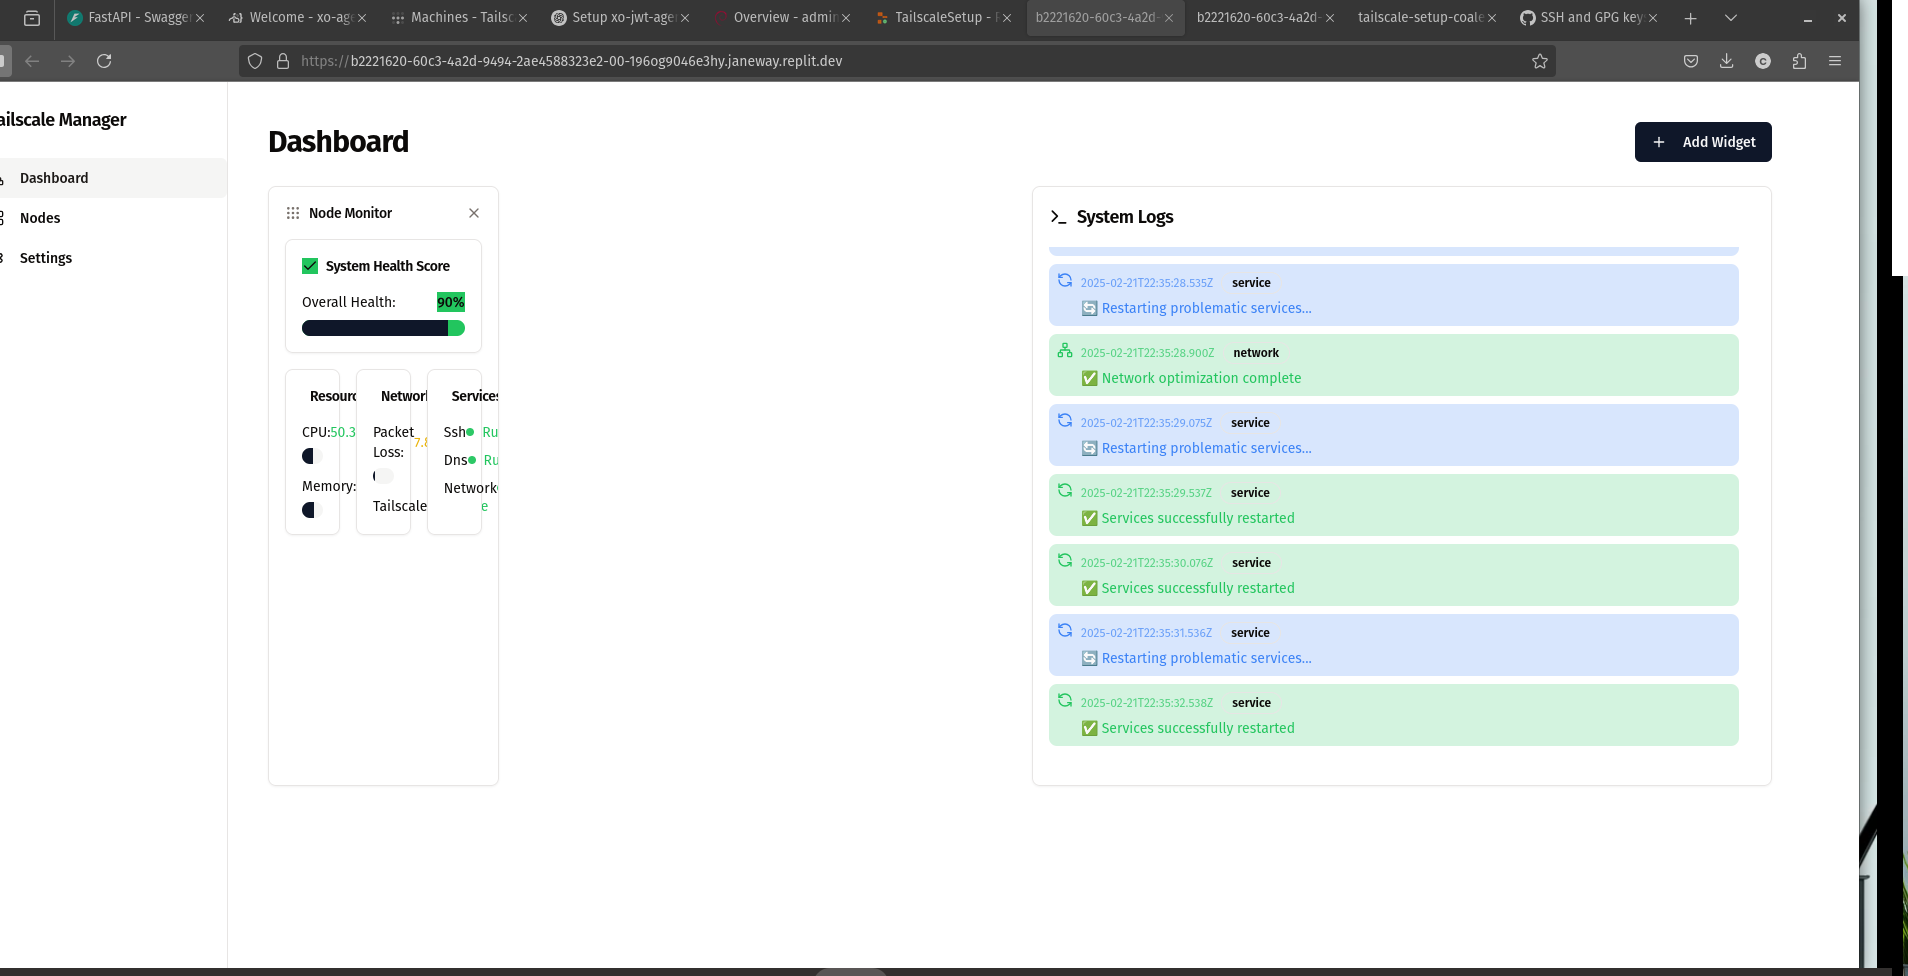 FastAPI - Swagger
Welcome - xo-age
Machines - Tailsc
Setup xo-jwt-agen
Overview - admin
TailscaleSetup - R
b2221620-60c3-4a2d-
b2221620-60c3-4a2d-
tailscale-setup-coale
SSH and GPG key
https://b2221620-60c3-4a2d-9494-2ae4588323e2-00-196og9046e3hy.janeway.replit.dev
C
ailscale Manager
Dashboard
Nodes
Settings
Dashboard
+ Add Widget
Node Monitor
System Health Score
Overall Health: 90%
Resourc
CPU:50.3
Memory:
Network
Packet Loss: 7.8
Tailscale
Services
Ssh Ru
Dns Ru
Network
e
System Logs
2025-02-21T22:35:28.535Z service
🔄 Restarting problematic services...
2025-02-21T22:35:28.900Z network
✅ Network optimization complete
2025-02-21T22:35:29.075Z service
🔄 Restarting problematic services...
2025-02-21T22:35:29.537Z service
✅ Services successfully restarted
2025-02-21T22:35:30.076Z service
✅ Services successfully restarted
2025-02-21T22:35:31.536Z service
🔄 Restarting problematic services...
2025-02-21T22:35:32.538Z service
✅ Services successfully restarted